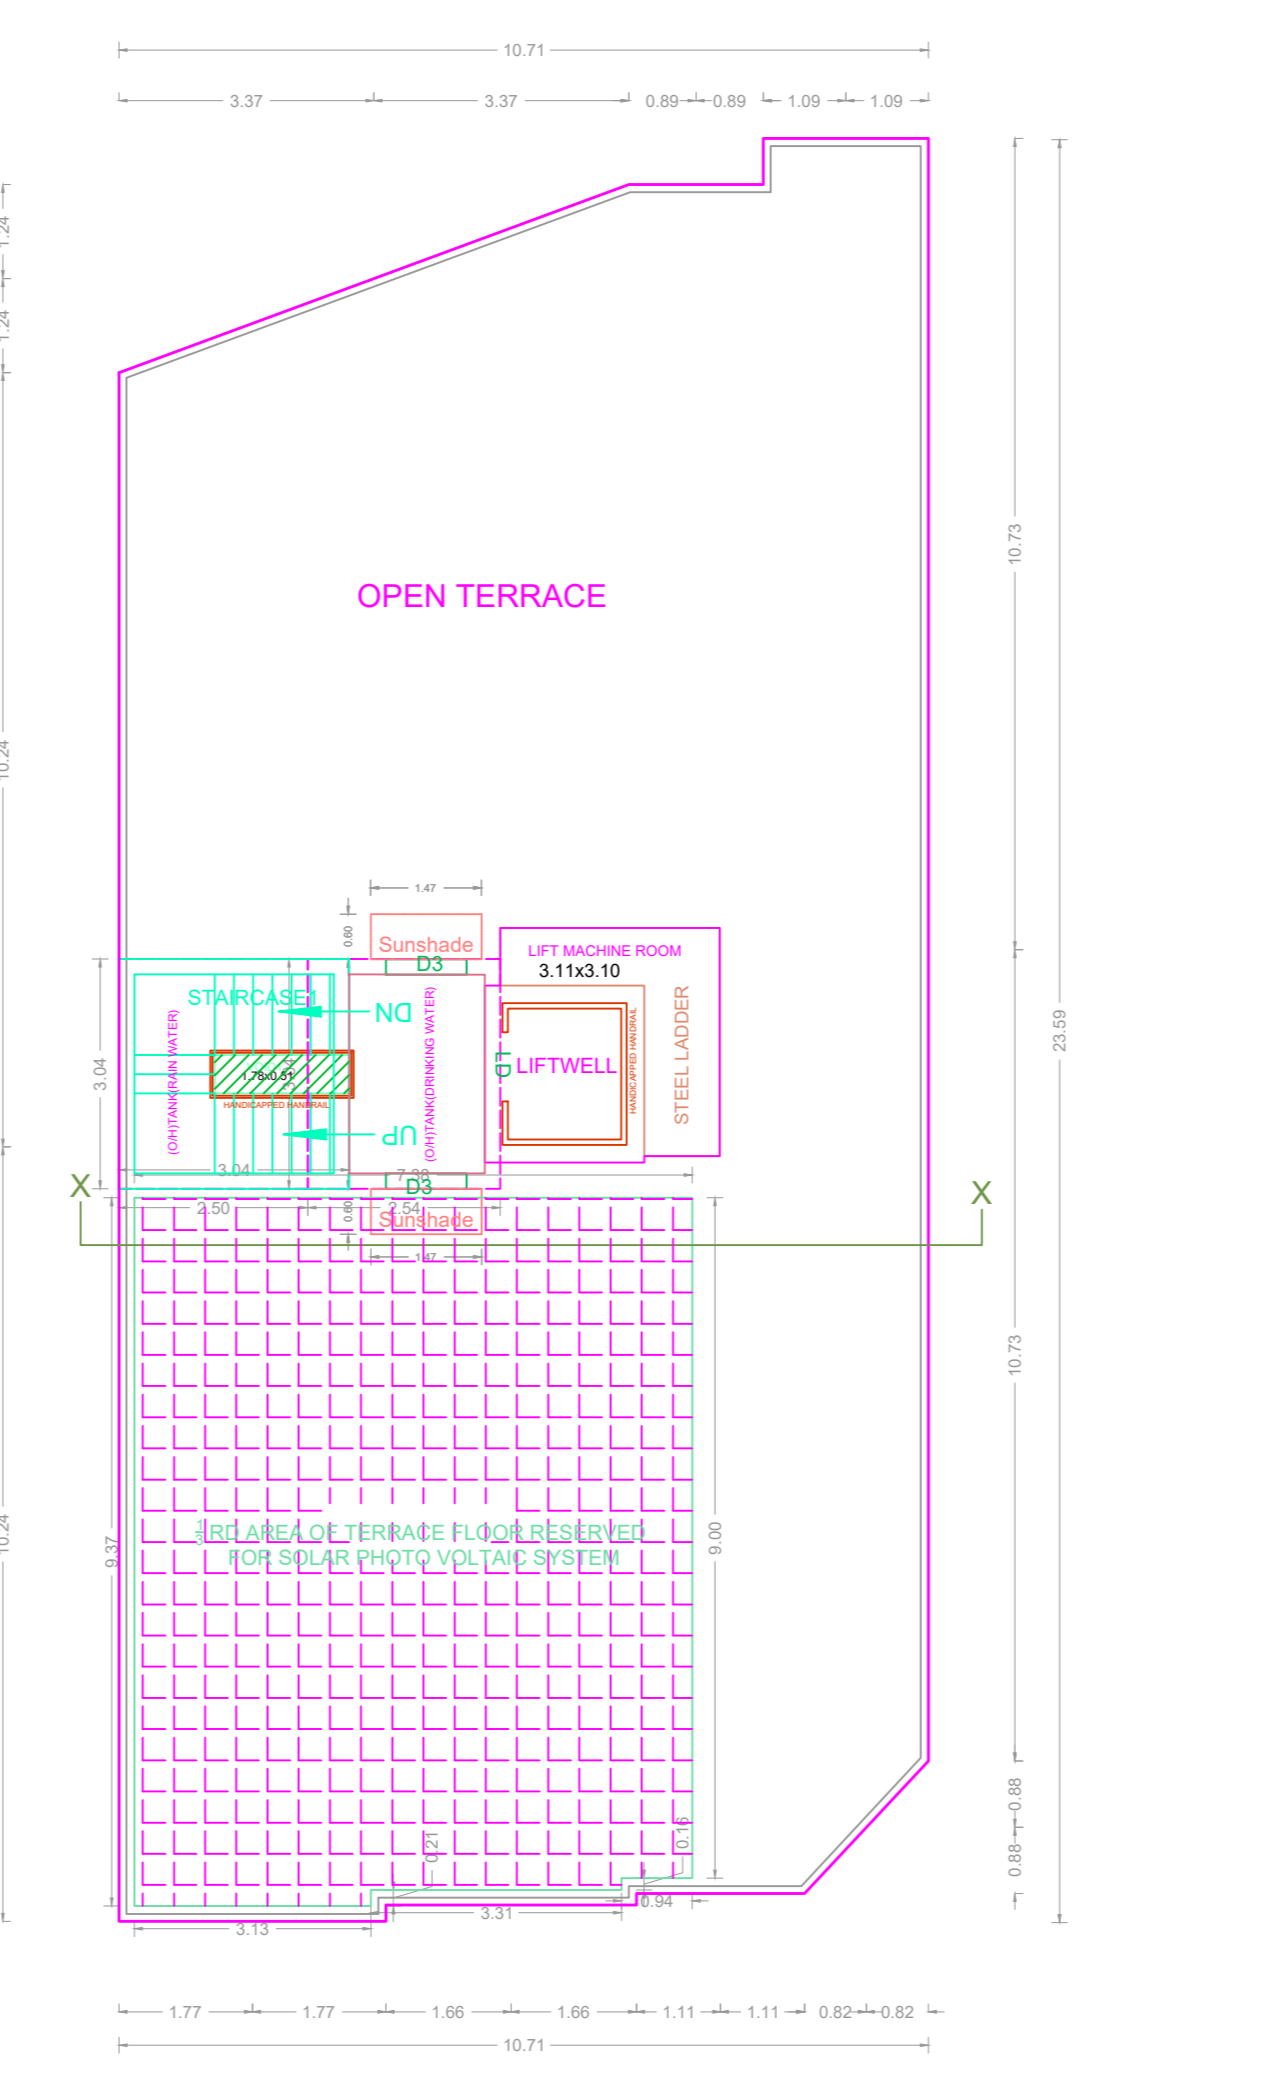 10.71
3.37
3.37
0.89
0.89
1.09
1.09
1.24
1.24
10.24
10.73
OPEN TERRACE
1.47
0.60
Sunshade
D3
LIFT MACHINE ROOM
3.11x3.10
STAIRCASE1
DN
(O/H)TANK(RAIN WATER)
(O/H)TANK(DRINKING WATER)
LD
LIFTWELL
HANDICAPPED HANDRAIL
STEEL LADDER
23.59
3.04
1.78x0.51
3.04
HANDICAPPED HANDRAIL
UP
3.04
7.38
D3
X
X
2.50
0.60
2.54
Sunshade
1.47
10.73
1/3 RD AREA OF TERRACE FLOOR RESERVED
FOR SOLAR PHOTO VOLTAIC SYSTEM
9.37
9.00
10.24
0.88
0.88
0.21
0.16
0.94
3.31
3.13
1.77
1.77
1.66
1.66
1.11
1.11
0.82
0.82
10.71